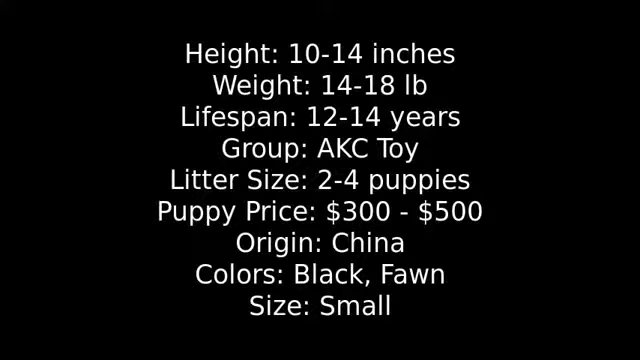 Height: 10-14 inches
Weight: 14-18 lb
Lifespan: 12-14 years
Group: AKC Toy
Litter Size: 2-4 puppies
Puppy Price: $300 - $500
Origin: China
Colors: Black, Fawn
Size: Small